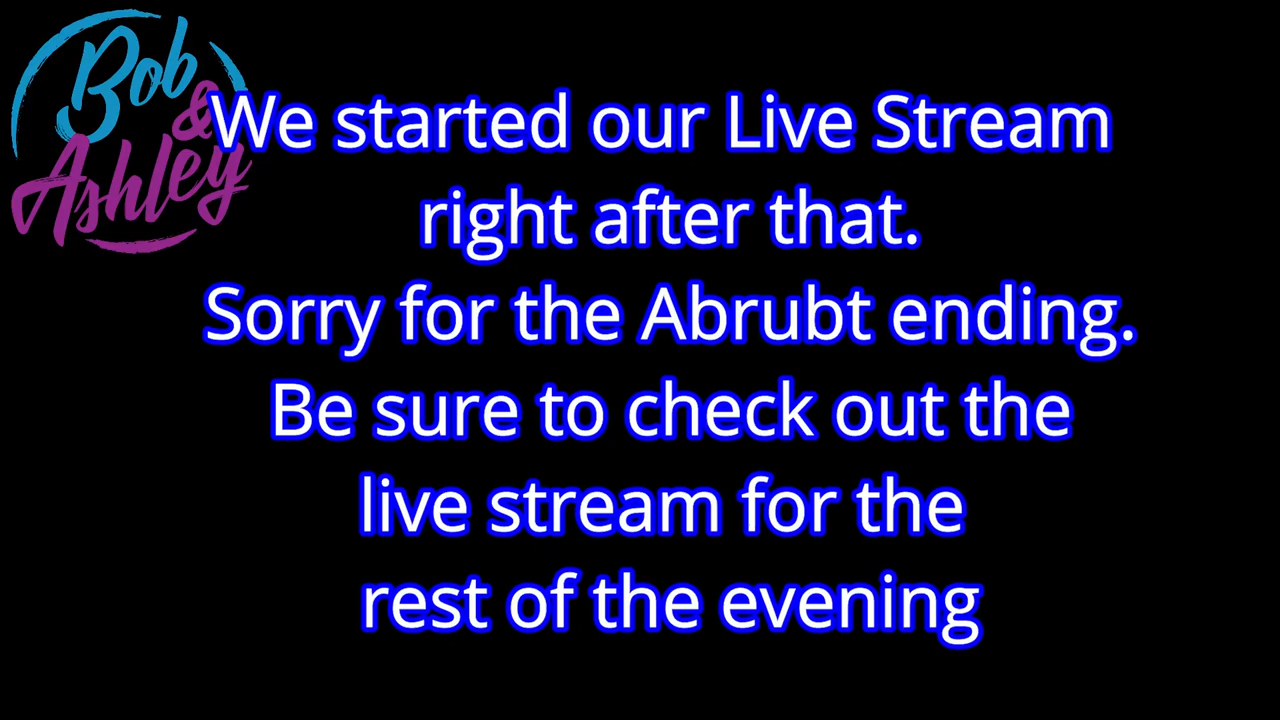 Bob
&
Ashley
We started our Live Stream
right after that.
Sorry for the Abrubt ending.
Be sure to check out the
live stream for the
rest of the evening